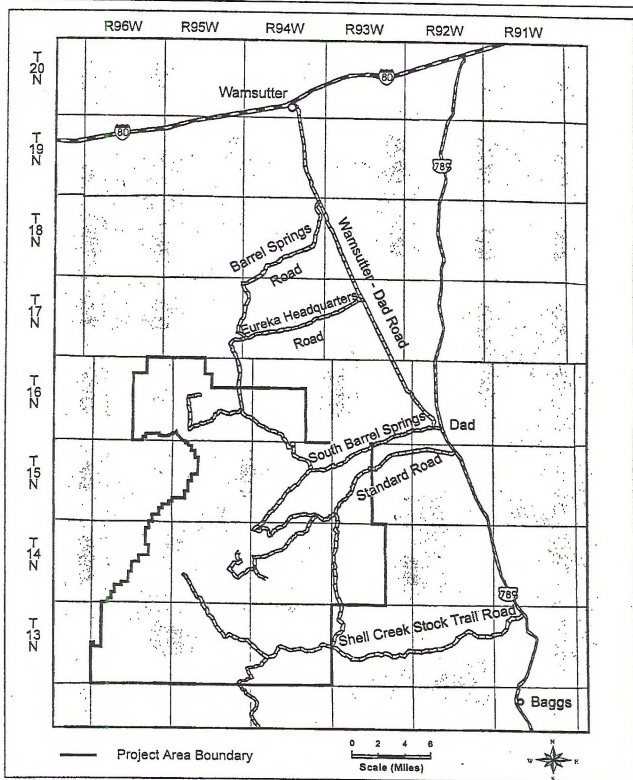 R96W R95W R94W R93W R92W R91W
T
20
N
T
19
N
T
18
N
T
17
N
T
16
N
T
15
N
T
14
N
T
13
N
Wamsutter
80
80
789
Barrel Springs
Road
Wamsutter - Dad Road
Eureka Headquarters
Road
South Barrel Springs
Dad
Standard Road
789
Shell Creek Stock Trail Road
Baggs
Project Area Boundary
0 2 4 6
Scale (Miles)
N
W E
S